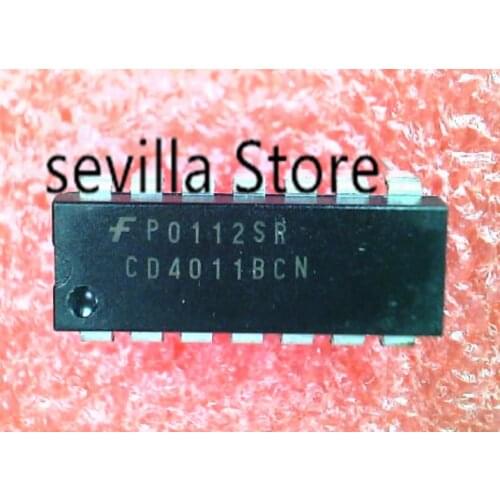 sevilla Store
F P0112SR
CD4011BCN